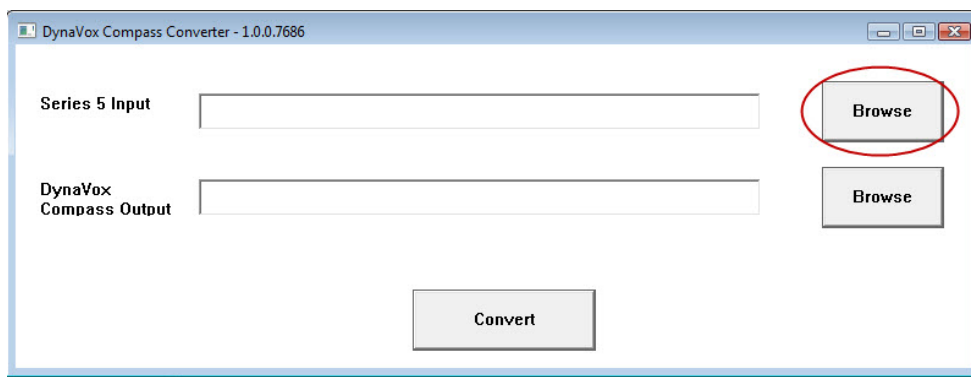 DynaVox Compass Converter - 1.0.0.7686
Series 5 Input
Browse
DynaVox
Compass Output
Browse
Convert